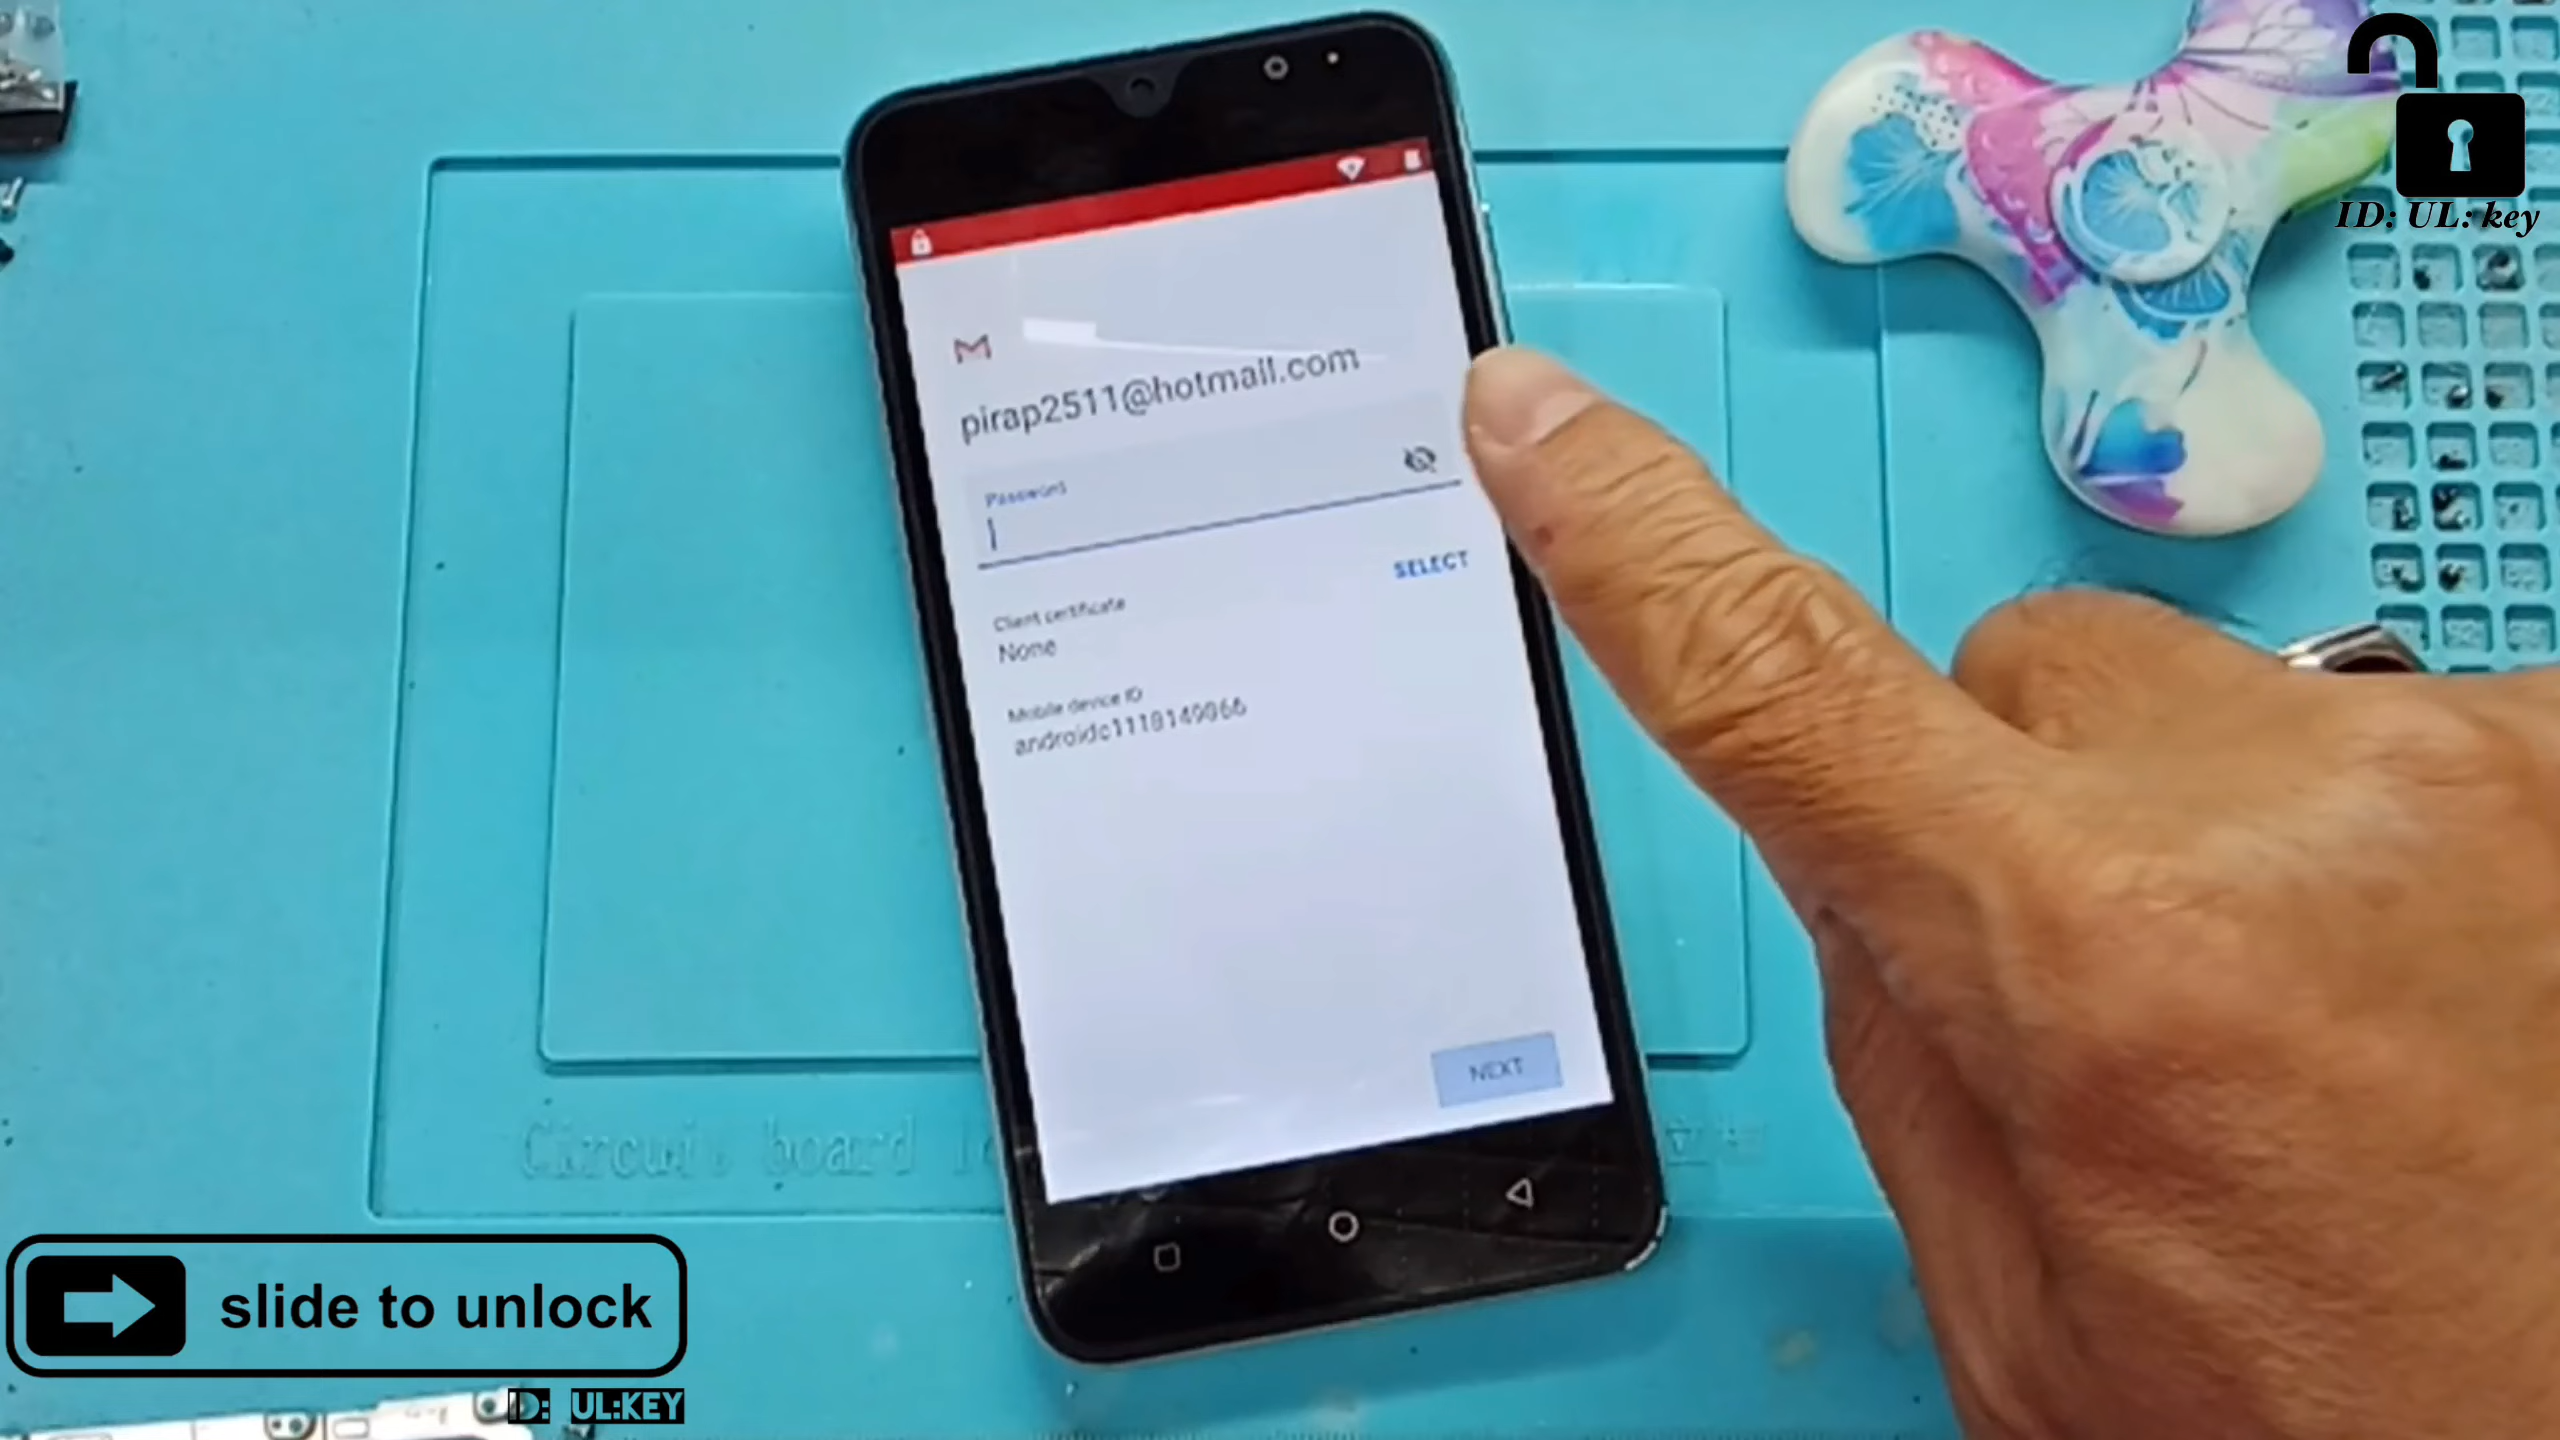 ID: UL: key
pirap2511@hotmail.com
Password
SELECT
Client certificate
None
Mobile device ID
androidc1110149066
NEXT
Circuit board
slide to unlock
ID: UL:KEY